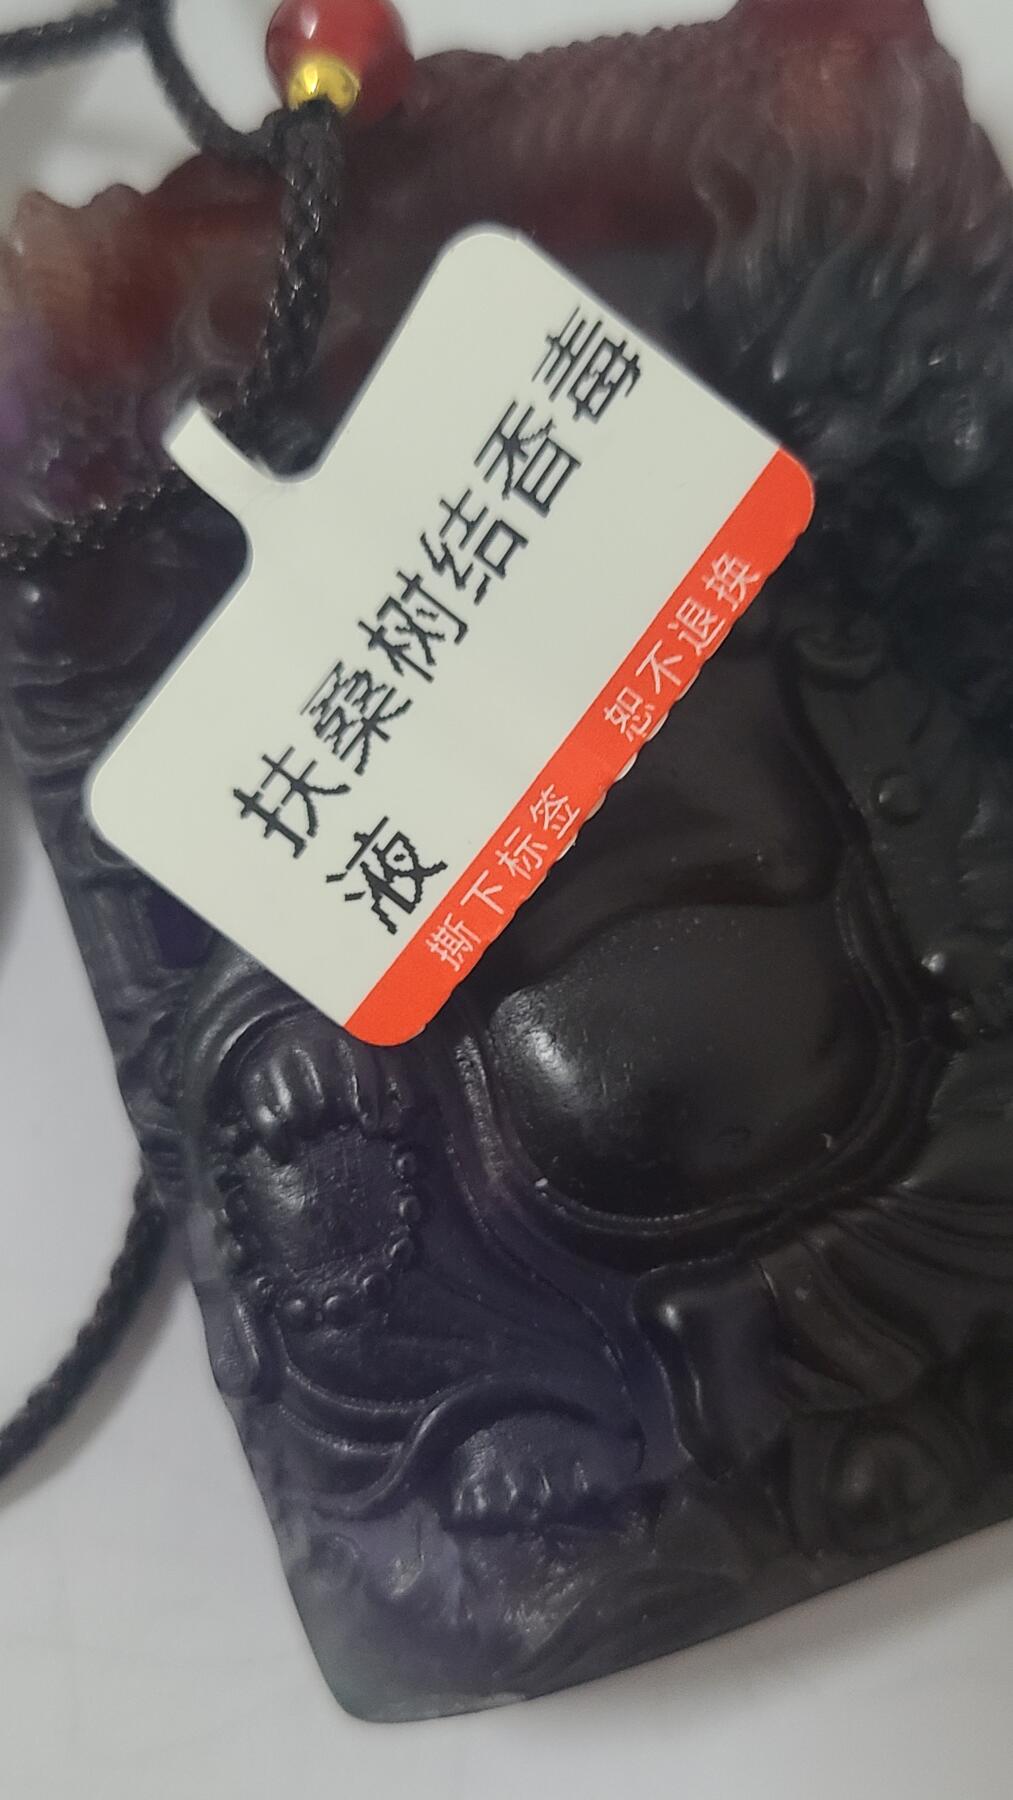 扶桑树结香毒
液
撕下标签 恕不退换